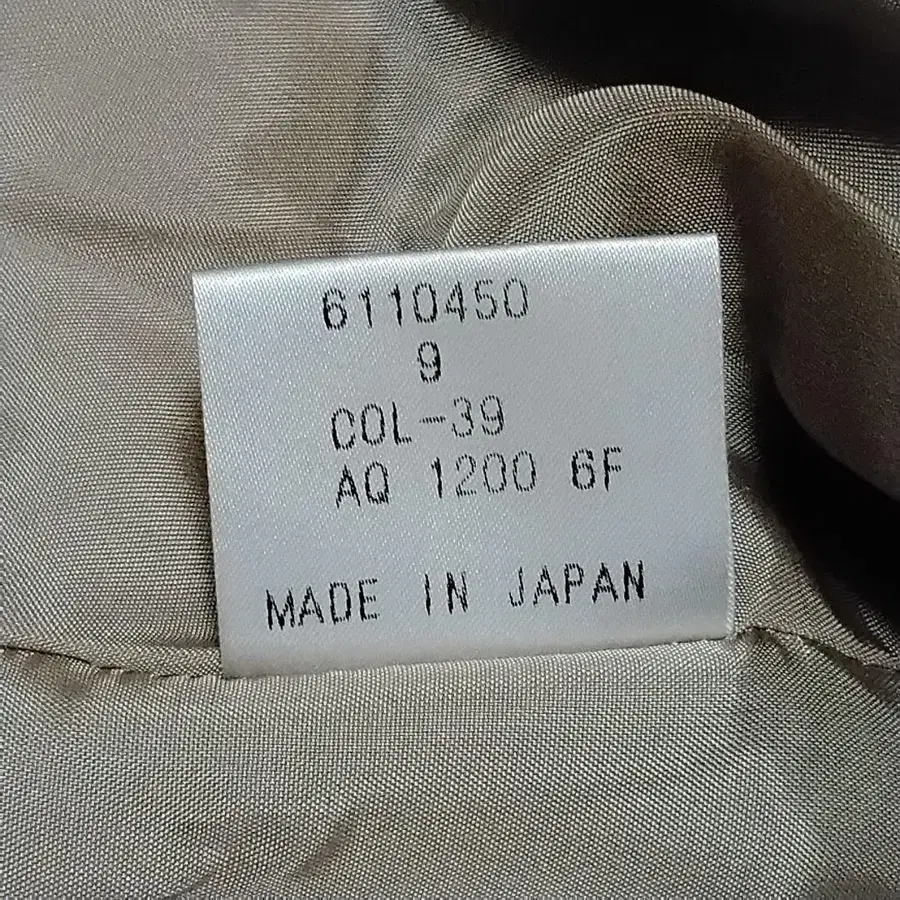 6110450
9
COL-39
AQ 1200 6F
MADE IN JAPAN